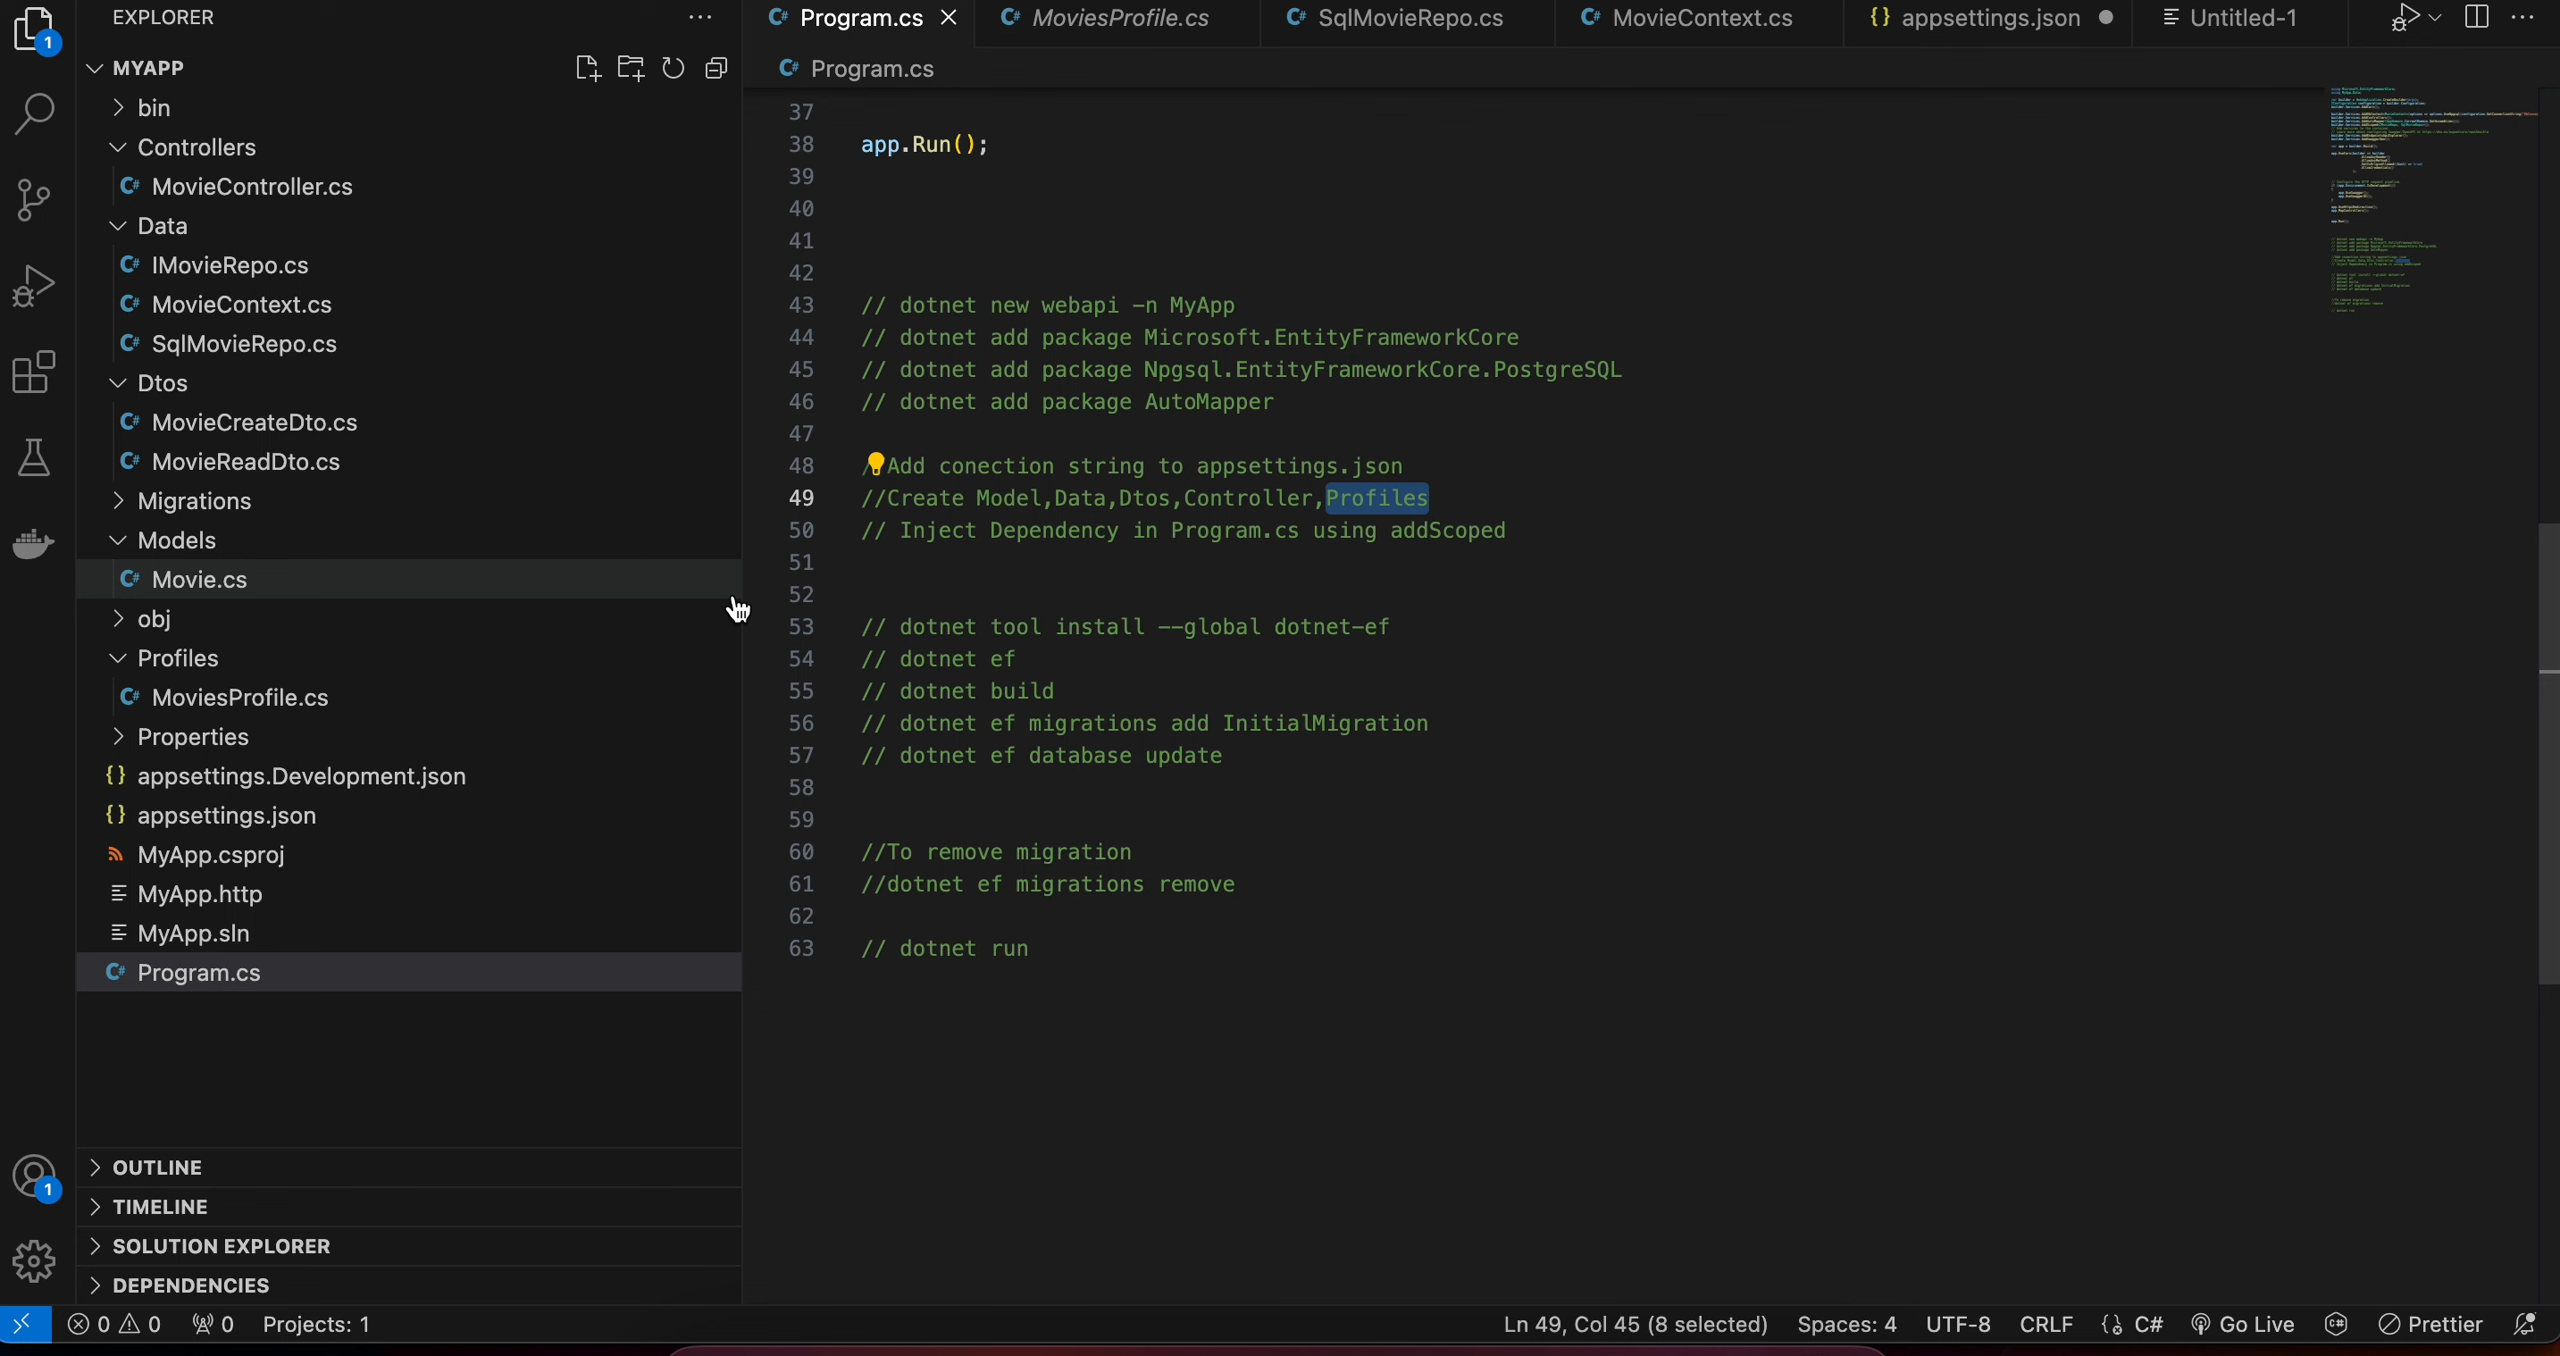 EXPLORER
MYAPP
bin
Controllers
MovieController.cs
Data
IMovieRepo.cs
MovieContext.cs
SqlMovieRepo.cs
Dtos
MovieCreateDto.cs
MovieReadDto.cs
Migrations
Models
Movie.cs
obj
Profiles
MoviesProfile.cs
Properties
{} appsettings.Development.json
{} appsettings.json
MyApp.csproj
MyApp.http
MyApp.sln
Program.cs
OUTLINE
TIMELINE
SOLUTION EXPLORER
DEPENDENCIES
1
1
Program.cs MoviesProfile.cs SqlMovieRepo.cs MovieContext.cs {} appsettings.json Untitled-1
Program.cs
37
38 app.Run();
39
40
41
42
43 // dotnet new webapi -n MyApp
44 // dotnet add package Microsoft.EntityFrameworkCore
45 // dotnet add package Npgsql.EntityFrameworkCore.PostgreSQL
46 // dotnet add package AutoMapper
47
48 /Add conection string to appsettings.json
49 //Create Model,Data,Dtos,Controller,Profiles
50 // Inject Dependency in Program.cs using addScoped
51
52
53 // dotnet tool install --global dotnet-ef
54 // dotnet ef
55 // dotnet build
56 // dotnet ef migrations add InitialMigration
57 // dotnet ef database update
58
59
60 //To remove migration
61 //dotnet ef migrations remove
62
63 // dotnet run
0 0 0 Projects: 1 Ln 49, Col 45 (8 selected) Spaces: 4 UTF-8 CRLF C# Go Live Prettier